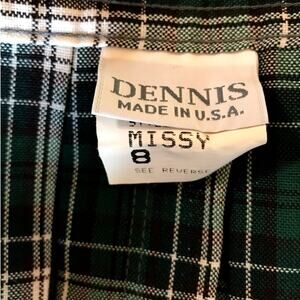 DENNIS
MADE IN U.S.A.
MISSY
8
SEE REVERSE